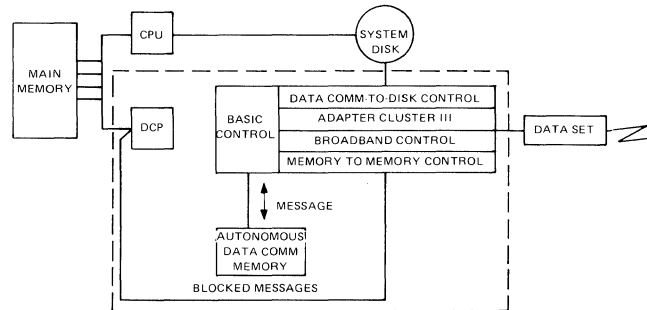 SYSTEM
DISK
CPU
MAIN
MEMORY
DCP
BASIC
CONTROL
DATA COMM-TO-DISK CONTROL
ADAPTER CLUSTER III
BROADBAND CONTROL
MEMORY TO MEMORY CONTROL
DATA SET
MESSAGE
AUTONOMOUS
DATA COMM
MEMORY
BLOCKED MESSAGES